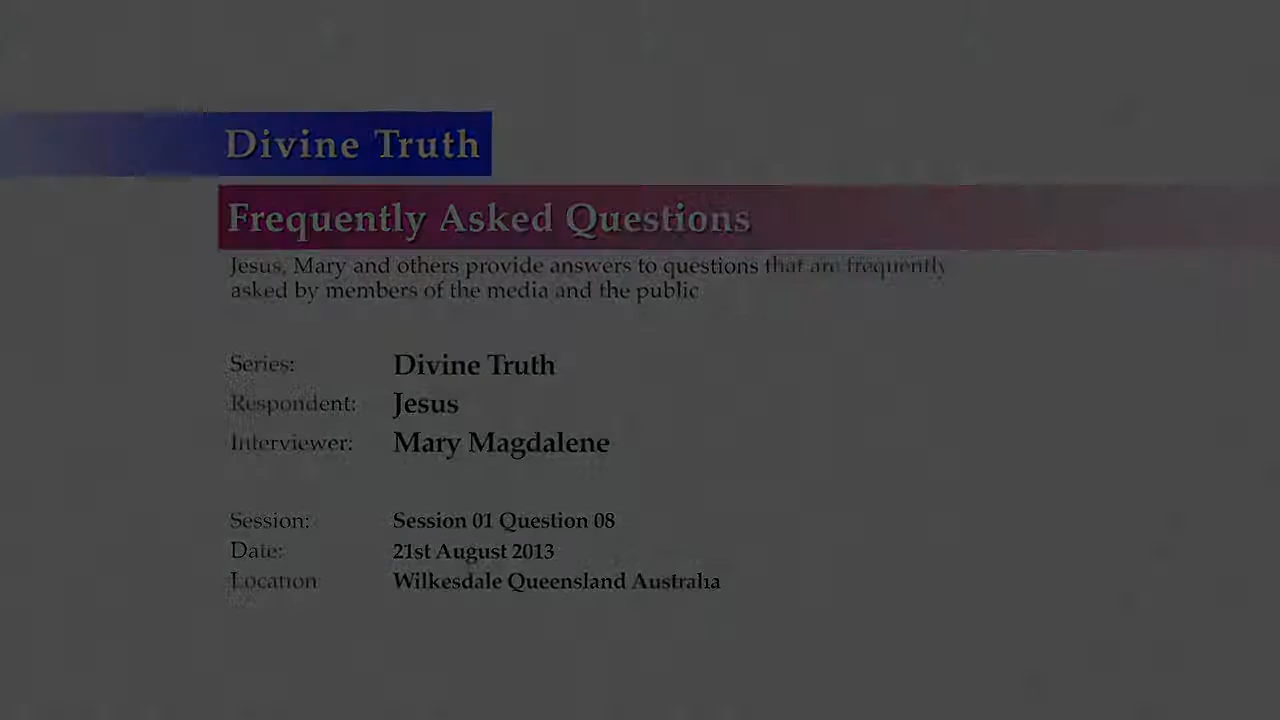 Divine Truth
Frequently Asked Questions
Jesus, Mary and others provide answers to questions that are frequently
asked by members of the media and the public
Series: Divine Truth
Respondent: Jesus
Interviewer: Mary Magdalene
Session: Session 01 Question 08
Date: 21st August 2013
Location Wilkesdale Queensland Australia